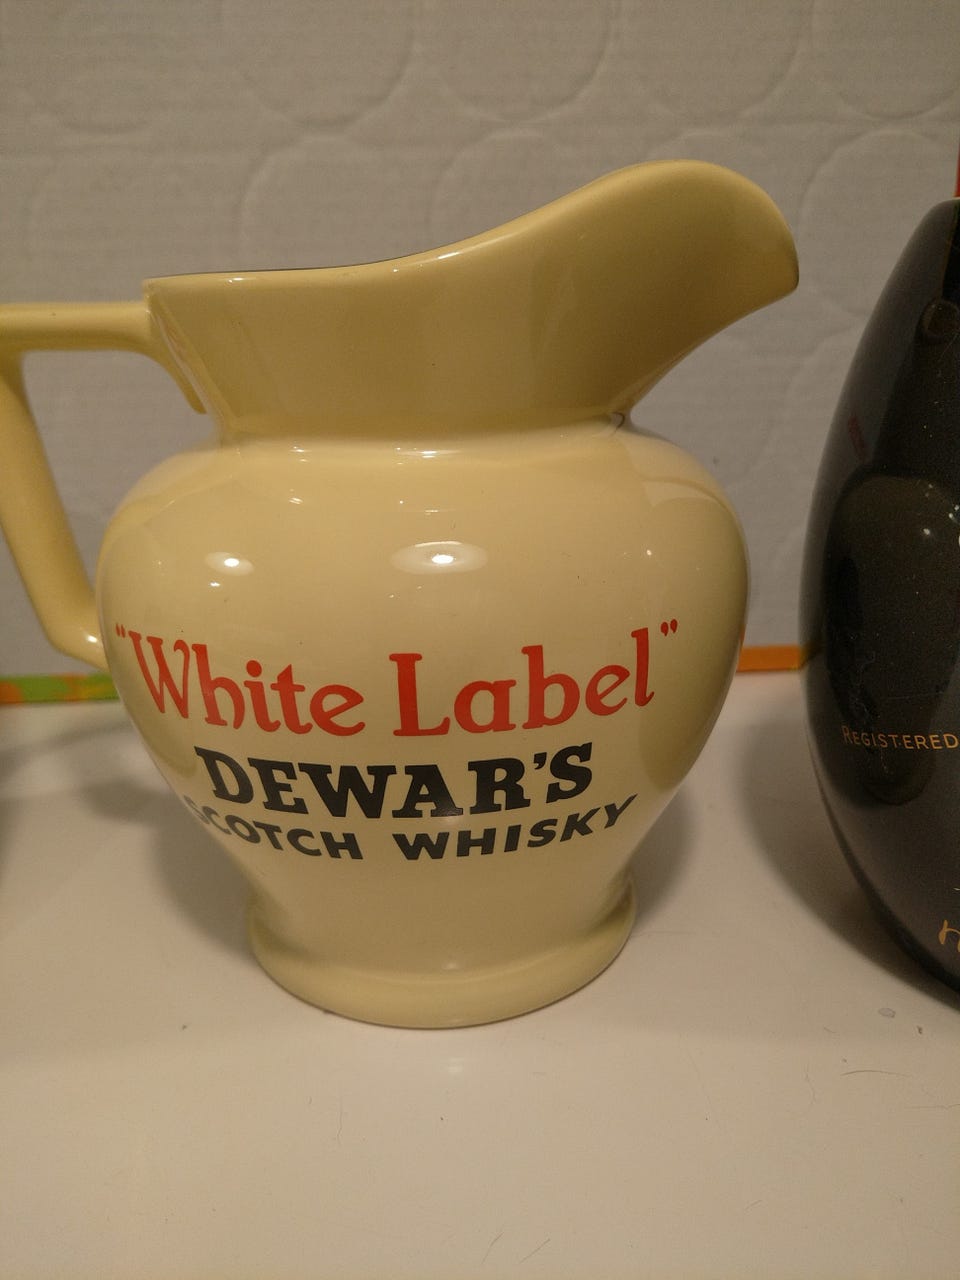 "White Label"
DEWAR'S
SCOTCH WHISKY
REGISTERED